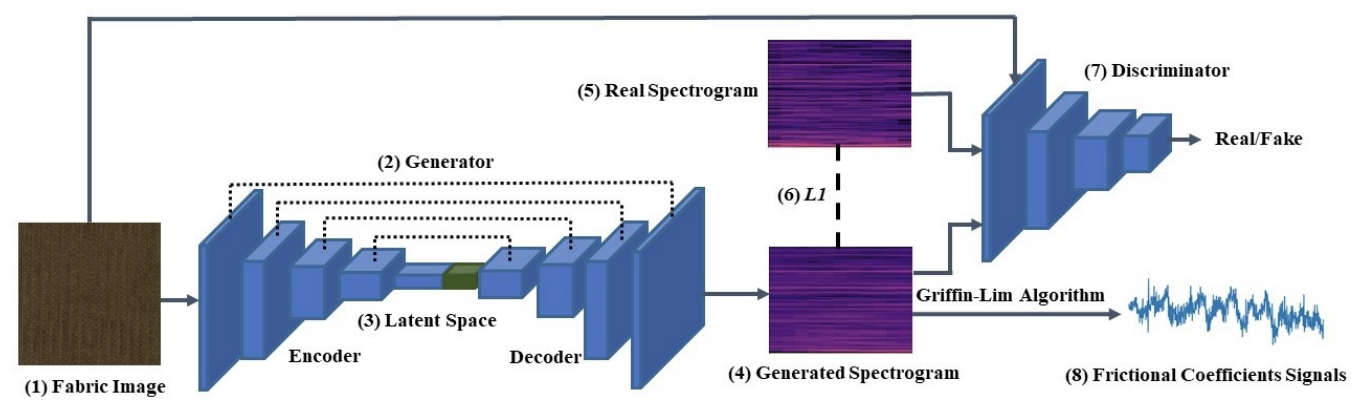 (7) Discriminator
(5) Real Spectrogram
Real/Fake
(2) Generator
(6) L1
Griffin-Lim Algorithm
(3) Latent Space
Encoder
Decoder
(1) Fabric Image
(4) Generated Spectrogram
(8) Frictional Coefficients Signals